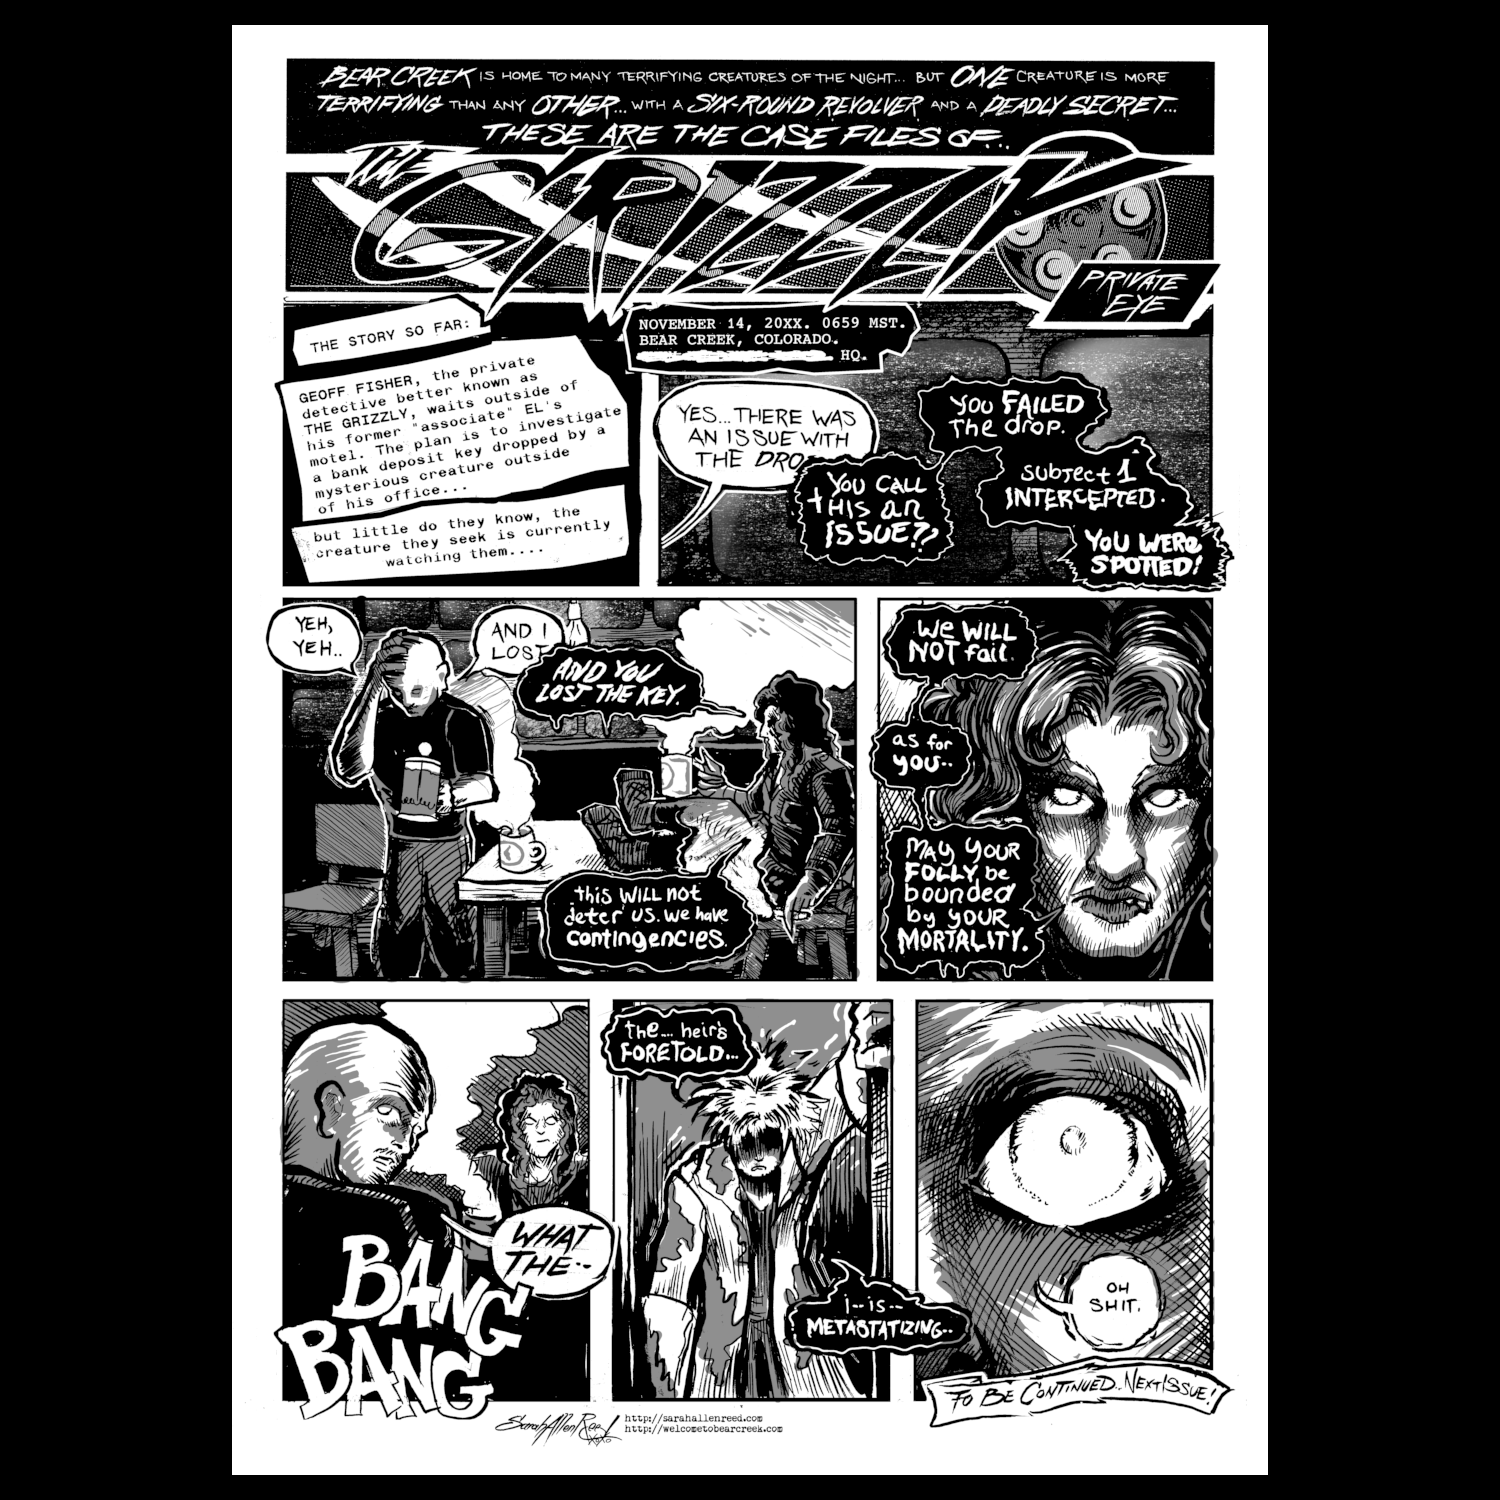 BEAR CREEK IS HOME TO MANY TERRIFYING CREATURES OF THE NIGHT... BUT ONE CREATURE IS MORE
TERRIFYING THAN ANY OTHER... WITH A SIX-ROUND REVOLVER AND A DEADLY SECRET...
THESE ARE THE CASE FILES OF...
THE
GRIZZLY
PRIVATE
EYE
THE STORY SO FAR:
GEOFF FISHER, the private
detective better known as
THE GRIZZLY, waits outside of
his former "associate" EL's
motel. The plan is to investigate
a bank deposit key dropped by a
mysterious creature outside
of his office...
but little do they know, the
creature they seek is currently
watching them....
NOVEMBER 14, 20XX. 0659 MST.
BEAR CREEK, COLORADO.
HQ.
YES... THERE WAS
AN ISSUE WITH
THE DRO
YOU CALL
tHIS an
ISSUE??
YOU FAILED
The drop.
SUBJECT 1
INTERCEPTED.
YOU WERe
SPOTTED!
YEH,
YEH..
AND I
LOST
AND YOU
LOST THE KEY.
this WILL not
deter US. We have
contingencies.
We WILL
NOT fail.
as for
you..
MAY YOUR
FOLLY be
bounded
by YOUR
MORTALITY.
WHAT
THE--
BANG
BANG
the... heir's
FORETOLD...
i--is--
METASTATIZING--
OH
SHIT.
TO BE CONTINUED.. NEXT ISSUE!
Sarah Allen Reed
xoxo
http://sarahallenreed.com
http://welcometobearcreek.com